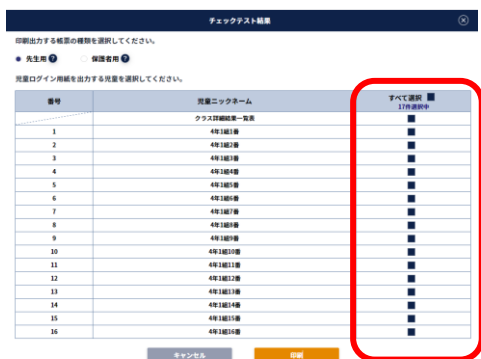 チェックテスト結果
印刷出力する帳票の種類を選択してください。
先生用 ? 保護者用 ?
児童ログイン用紙を出力する児童を選択してください。
番号 児童ニックネーム すべて選択
17件選択中
クラス詳細結果一覧表
1 4年1組1番
2 4年1組2番
3 4年1組3番
4 4年1組4番
5 4年1組5番
6 4年1組6番
7 4年1組7番
8 4年1組8番
9 4年1組9番
10 4年1組10番
11 4年1組11番
12 4年1組12番
13 4年1組13番
14 4年1組14番
15 4年1組15番
16 4年1組16番
キャンセル 印刷